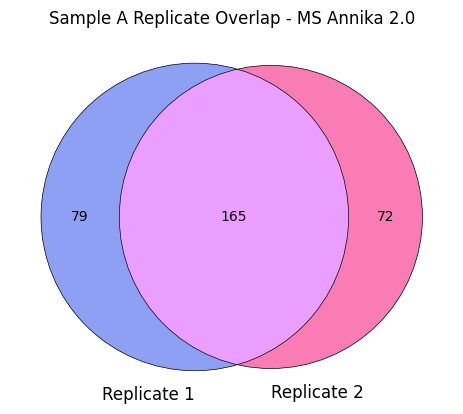 Sample A Replicate Overlap - MS Annika 2.0
79
165
72
Replicate 1
Replicate 2